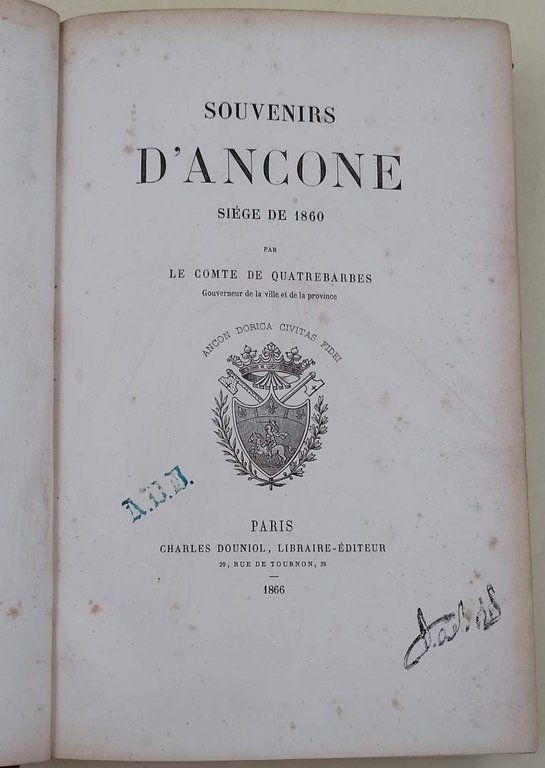 SOUVENIRS
D'ANCONE
SIÉGE DE 1860
PAR
LE COMTE DE QUATREBARBES
Gouverneur de la ville et de la province
ANCON DORICA CIVITAS FIDEI
PARIS
CHARLES DOUNIOL, LIBRAIRE-ÉDITEUR
29, RUE DE TOURNON, 29
1866